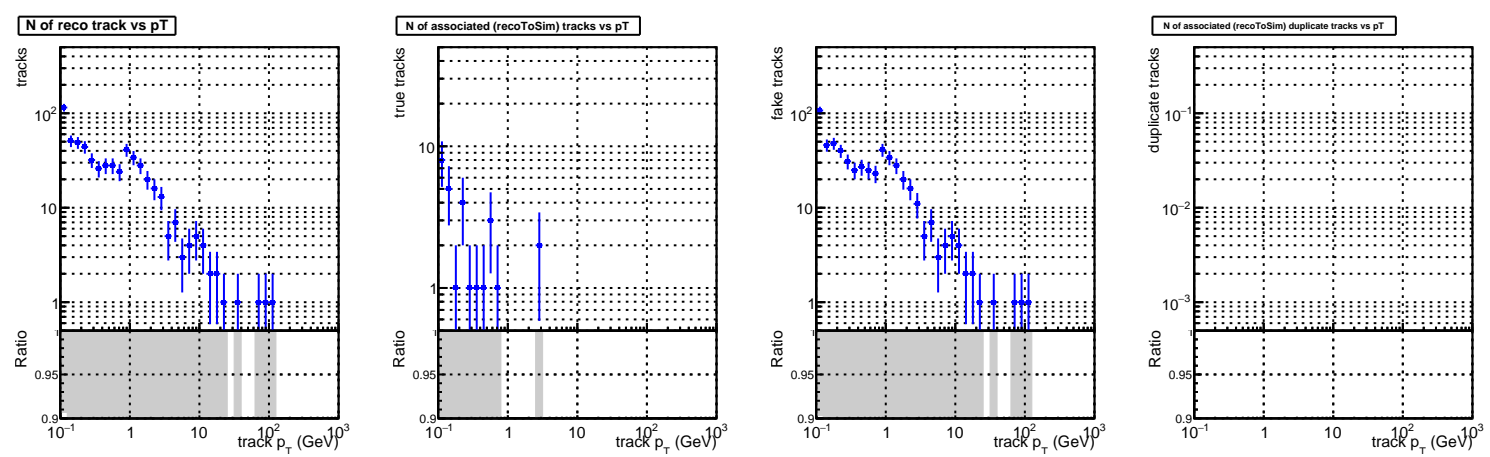 N of reco track vs pT
tracks
10²
10
1
Ratio
1
0.95
0.9
10⁻¹ 1 10 10² 10³
track p_T (GeV)
N of associated (recoToSim) tracks vs pT
true tracks
10
1
Ratio
1
0.95
0.9
10⁻¹ 1 10 10² 10³
track p_T (GeV)
fake tracks
10²
10
1
Ratio
1
0.95
0.9
10⁻¹ 1 10 10² 10³
track p_T (GeV)
N of associated (recoToSim) duplicate tracks vs pT
duplicate tracks
10⁻¹
10⁻²
10⁻³
Ratio
1
0.95
0.9
10⁻¹ 1 10 10² 10³
track p_T (GeV)